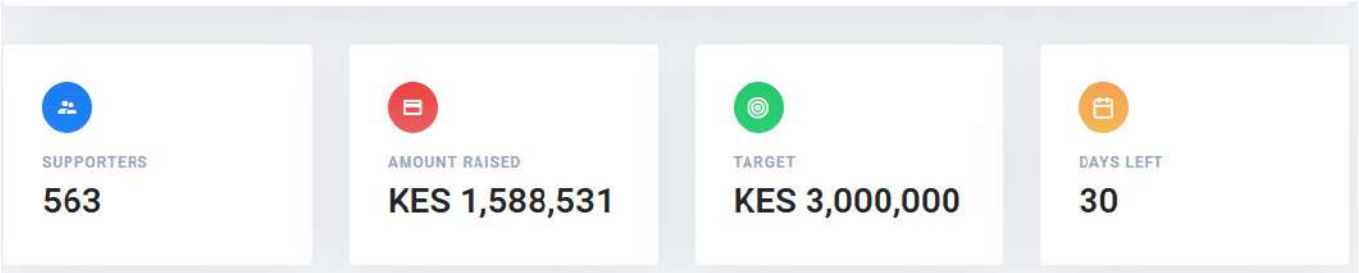 SUPPORTERS
563
AMOUNT RAISED
KES 1,588,531
TARGET
KES 3,000,000
DAYS LEFT
30